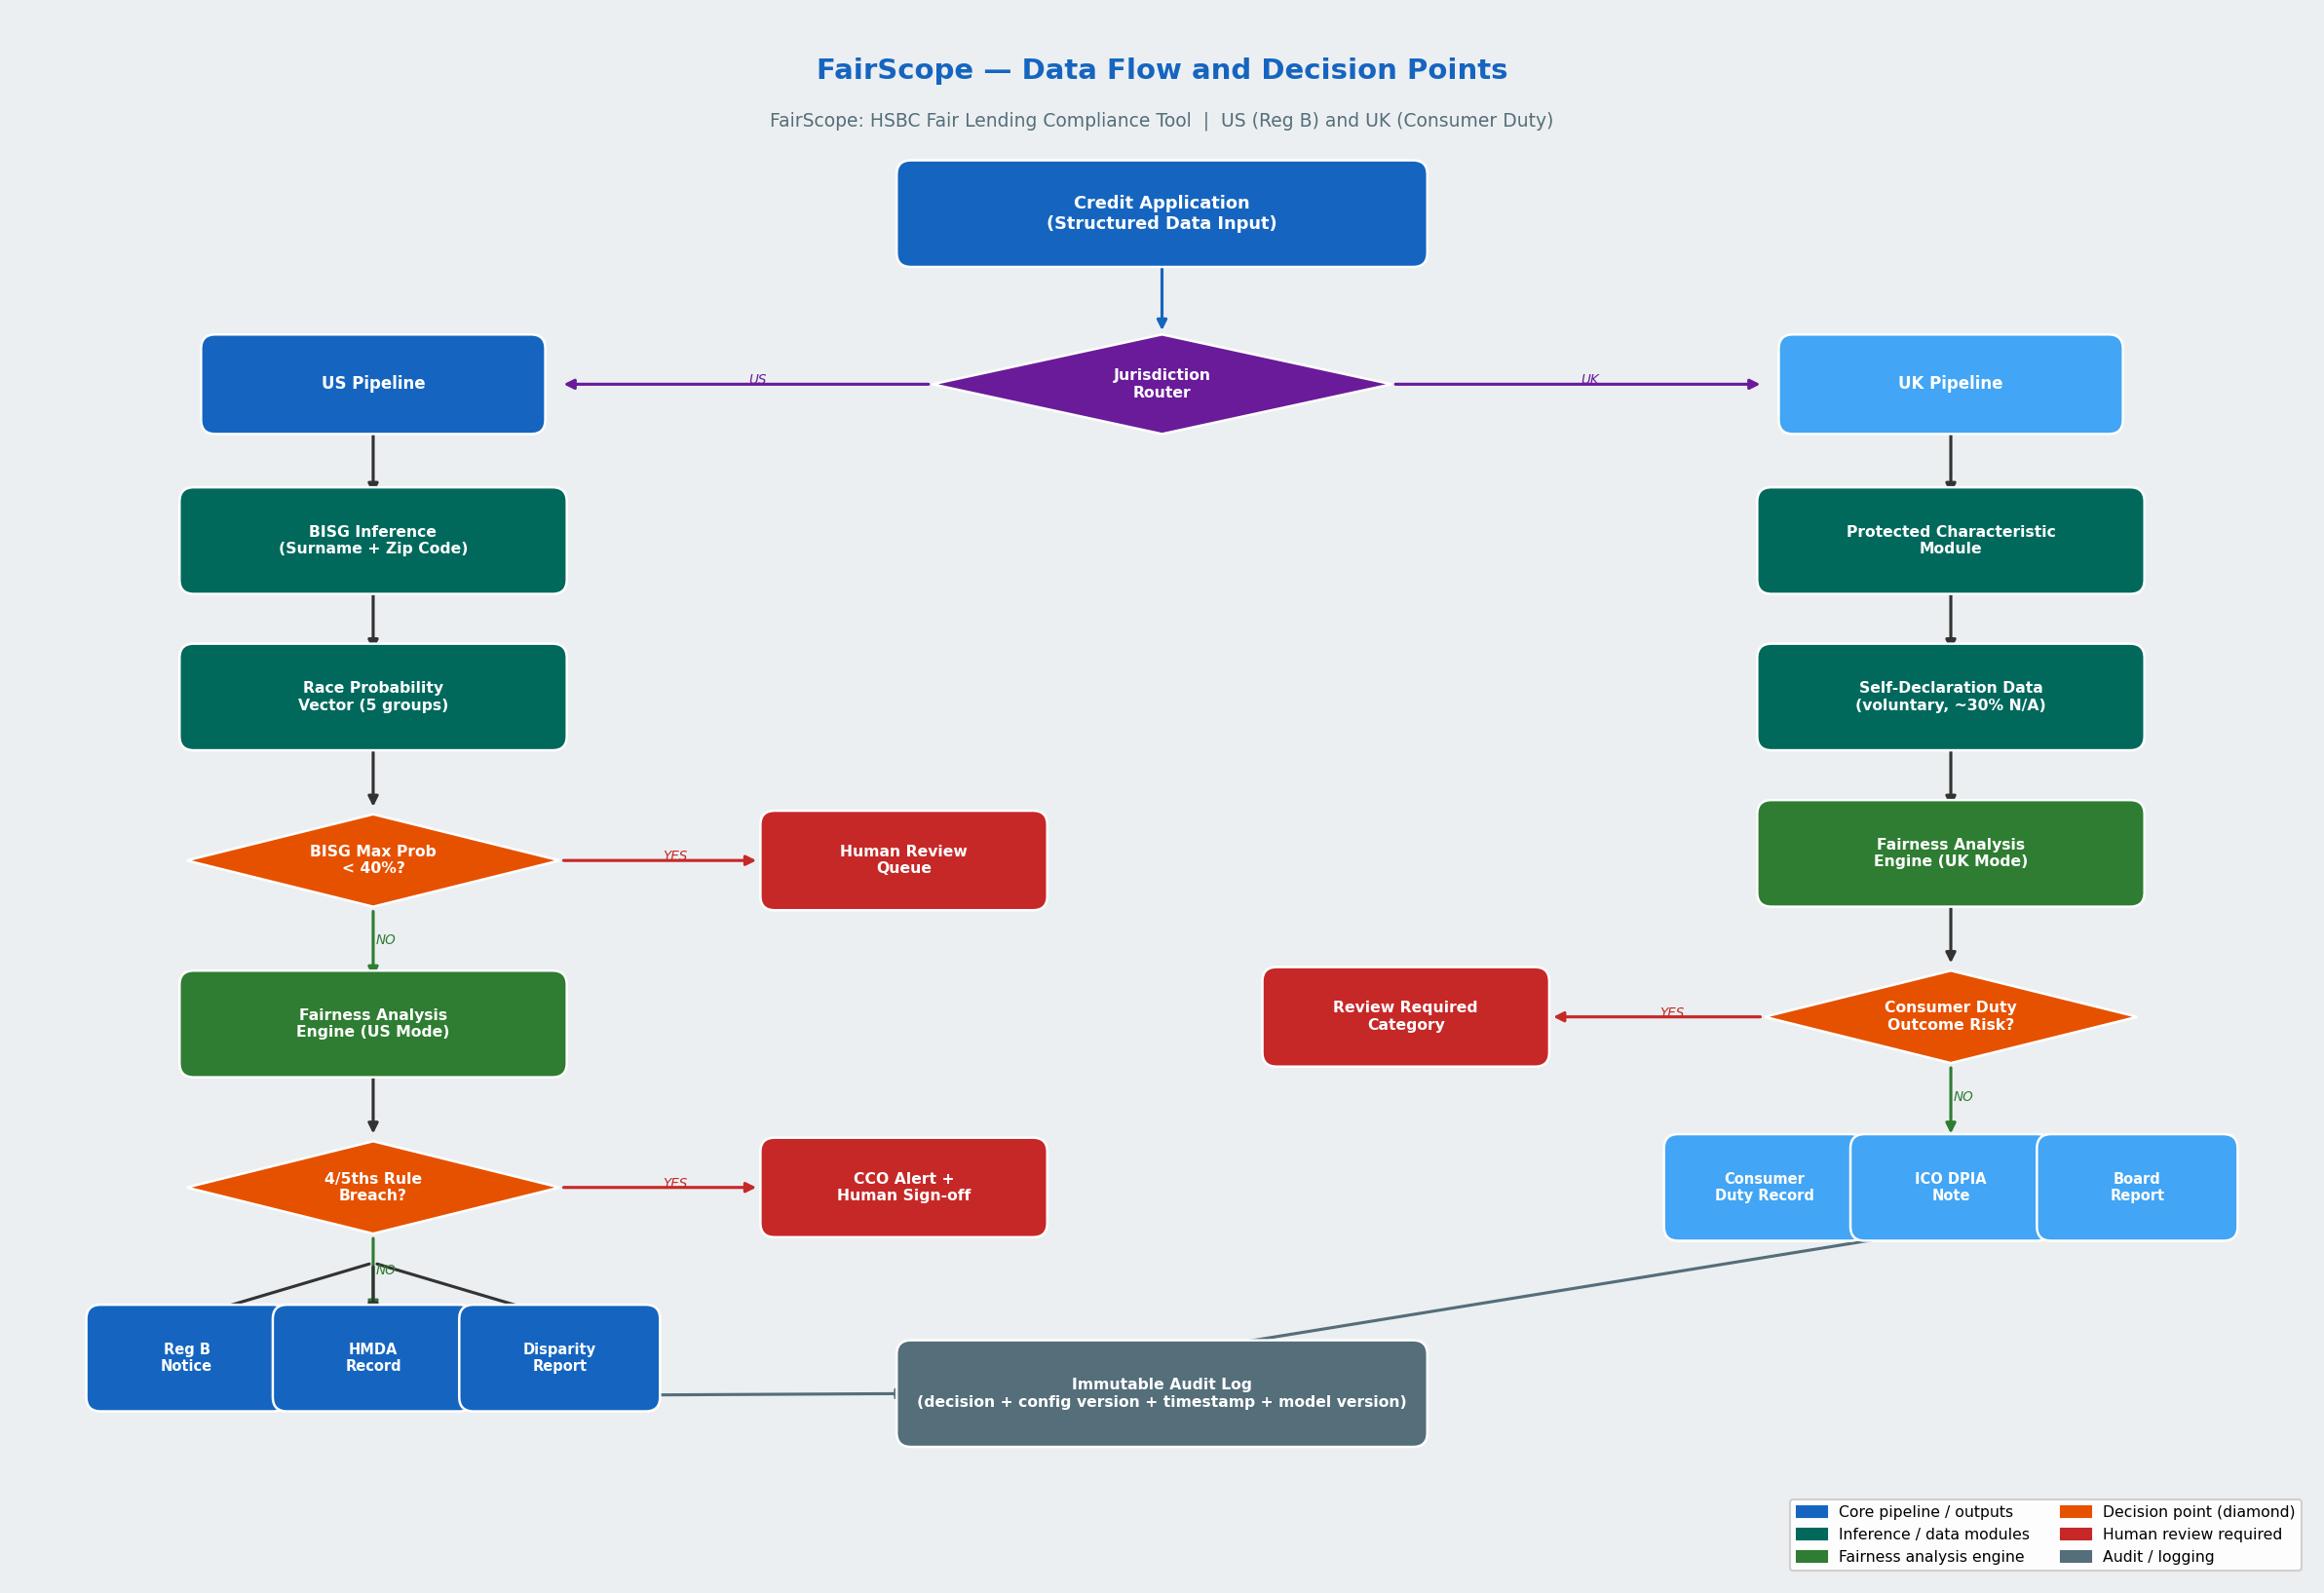 FairScope — Data Flow and Decision Points
FairScope: HSBC Fair Lending Compliance Tool | US (Reg B) and UK (Consumer Duty)
Credit Application
(Structured Data Input)
US Pipeline
US
Jurisdiction
Router
UK
UK Pipeline
BISG Inference
(Surname + Zip Code)
Protected Characteristic
Module
Race Probability
Vector (5 groups)
Self-Declaration Data
(voluntary, ~30% N/A)
BISG Max Prob
< 40%?
YES
Human Review
Queue
Fairness Analysis
Engine (UK Mode)
NO
Fairness Analysis
Engine (US Mode)
Review Required
Category
YES
Consumer Duty
Outcome Risk?
NO
4/5ths Rule
Breach?
YES
CCO Alert +
Human Sign-off
Consumer
Duty Record
ICO DPIA
Note
Board
Report
NO
Reg B
Notice
HMDA
Record
Disparity
Report
Immutable Audit Log
(decision + config version + timestamp + model version)
Core pipeline / outputs
Inference / data modules
Fairness analysis engine
Decision point (diamond)
Human review required
Audit / logging